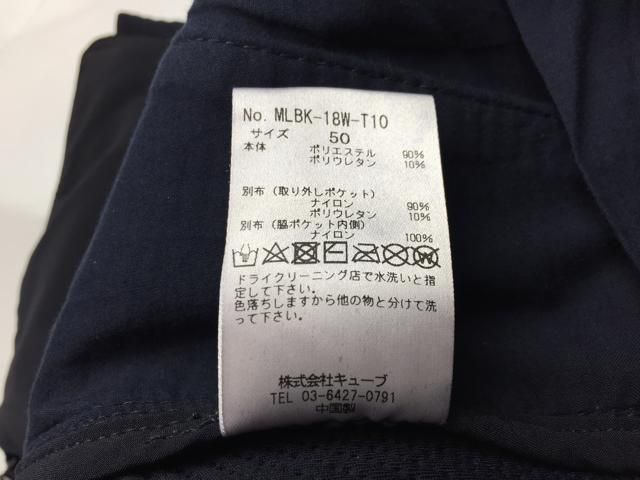 No. MLBK-18W-T10
サイズ 50
本体 ポリエステル 90%
ポリウレタン 10%
別布（取り外しポケット）
ナイロン 90%
ポリウレタン 10%
別布（脇ポケット内側）
ナイロン 100%
ドライクリーニング店で水洗いと指
定して下さい。
色落ちしますから他の物と分けて洗
って下さい。
株式会社キューブ
TEL 03-6427-0791
中国製